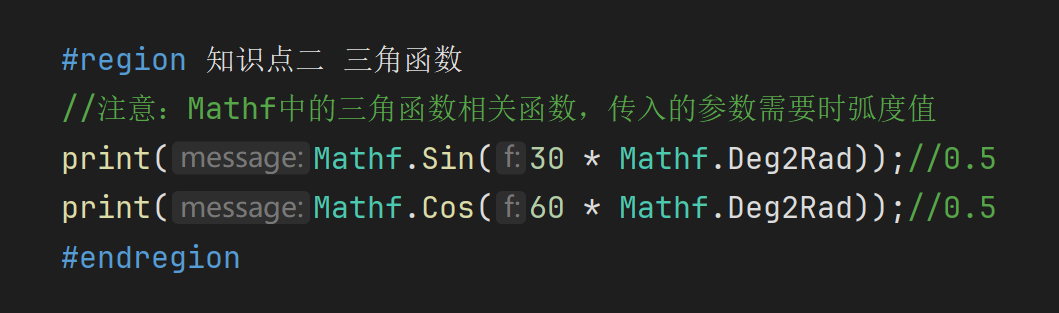 #region 知识点二 三角函数
//注意：Mathf中的三角函数相关函数，传入的参数需要时弧度值
print(message:Mathf.Sin(f:30 * Mathf.Deg2Rad));//0.5
print(message:Mathf.Cos(f:60 * Mathf.Deg2Rad));//0.5
#endregion